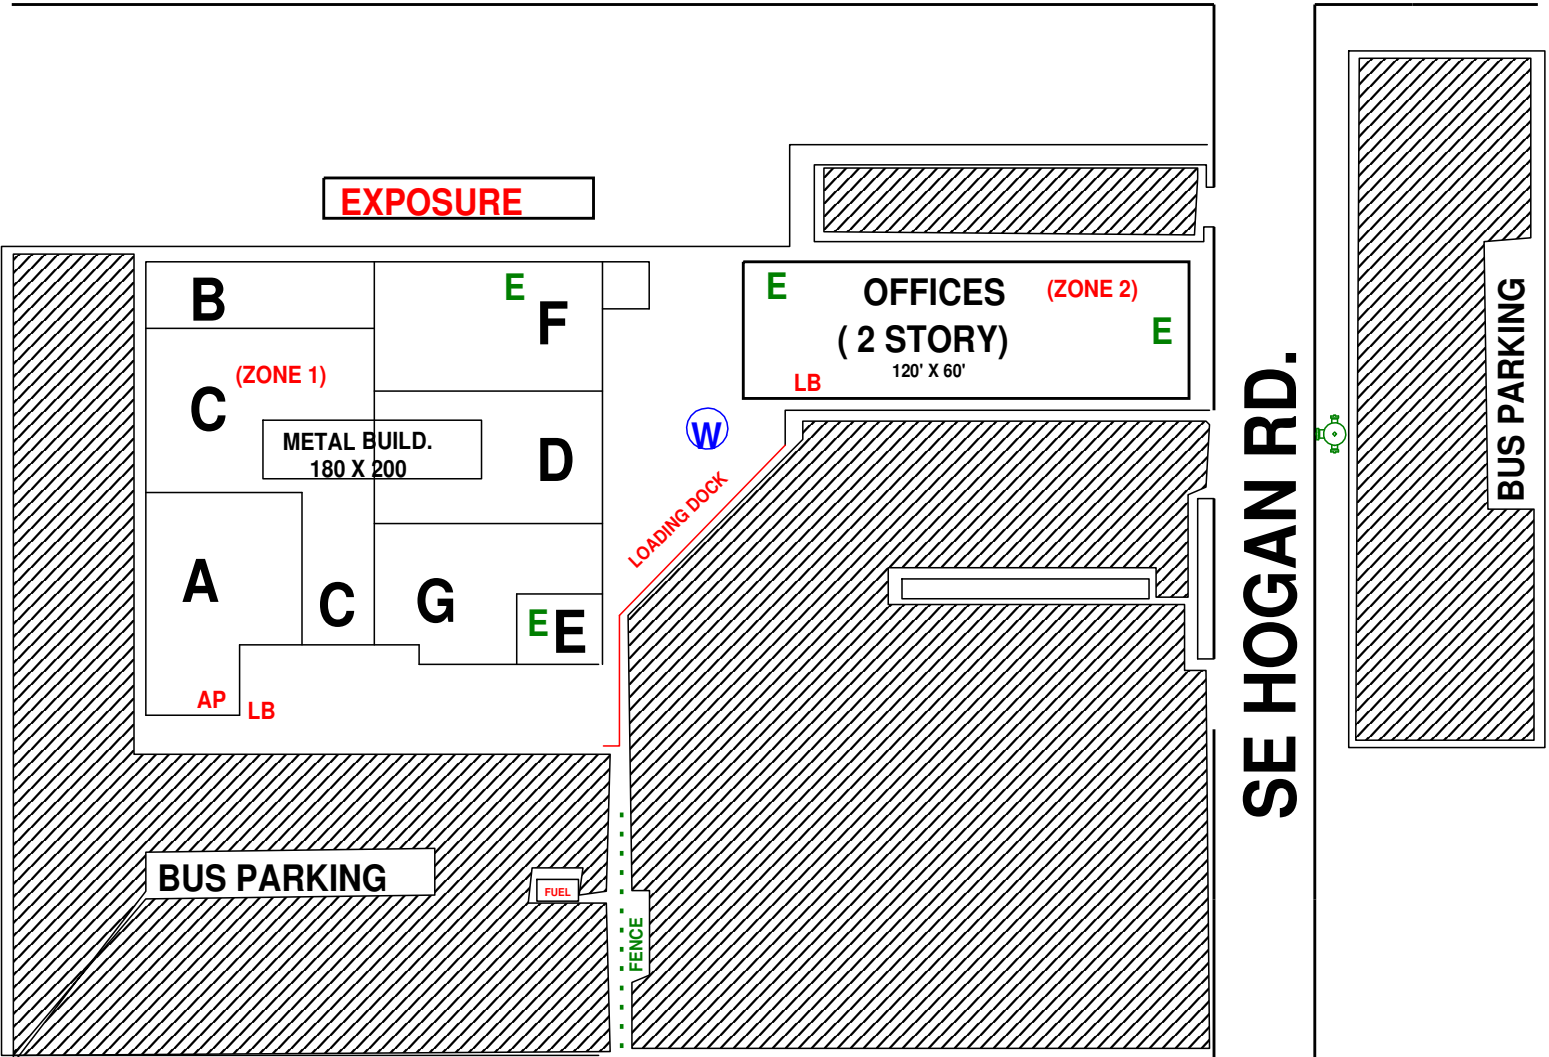 EXPOSURE
B
E
F
E
OFFICES
(ZONE 2)
( 2 STORY)
E
120' X 60'
LB
(ZONE 1)
C
METAL BUILD.
180 X 200
D
W
LOADING DOCK
A
C
G
E
E
AP
LB
BUS PARKING
FUEL
FENCE
SE HOGAN RD.
BUS PARKING